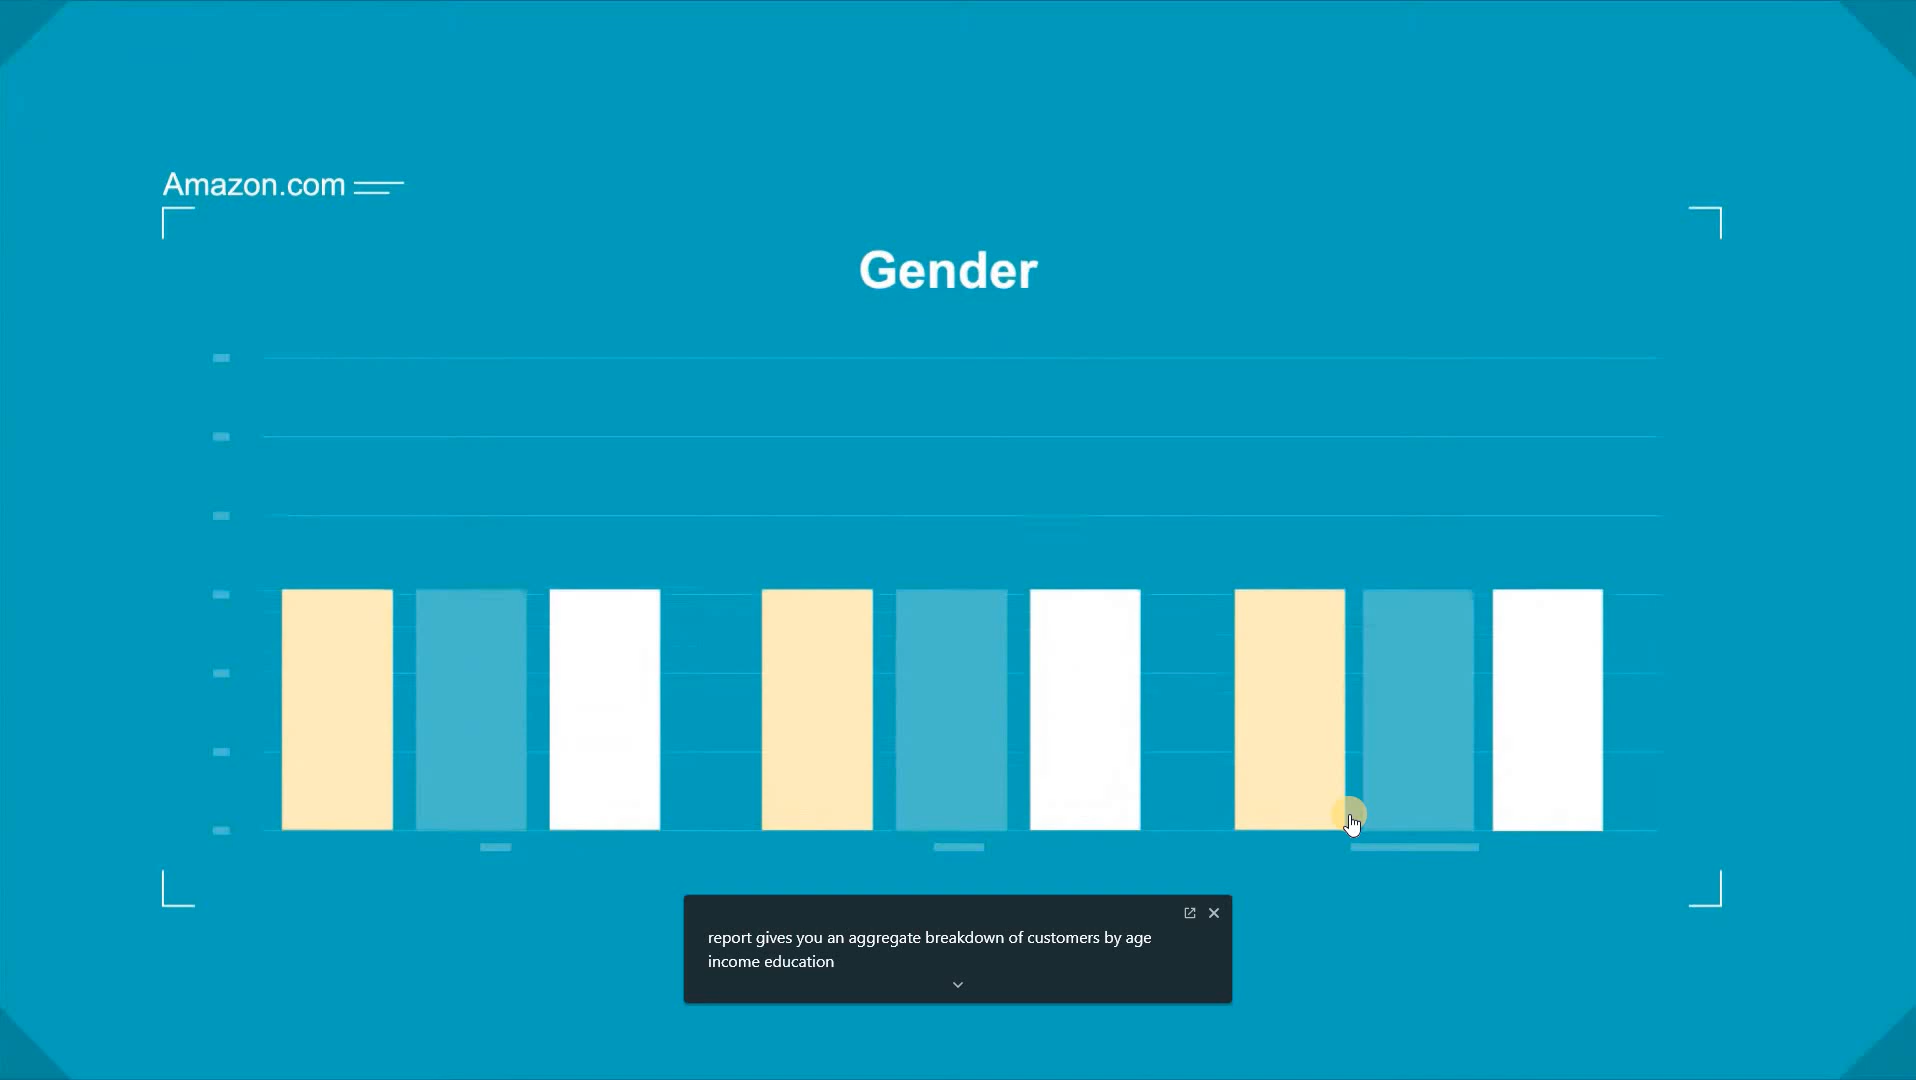 Amazon.com
Gender
report gives you an aggregate breakdown of customers by age
income education